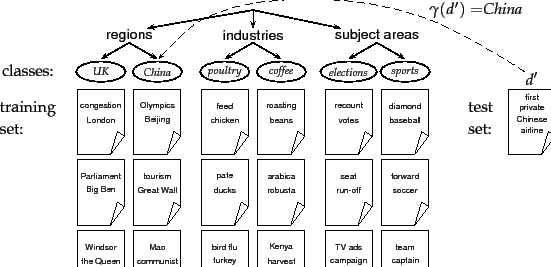 γ(d′) =China
regions industries subject areas
classes: UK China poultry coffee elections sports
d′
training set:
test set:
congestion London
Olympics Beijing
feed chicken
roasting beans
recount votes
diamond baseball
first private Chinese airline
Parliament Big Ben
tourism Great Wall
pate ducks
arabica robusta
seat run-off
forward soccer
Windsor the Queen
Mao communist
bird flu turkey
Kenya harvest
TV ads campaign
team captain